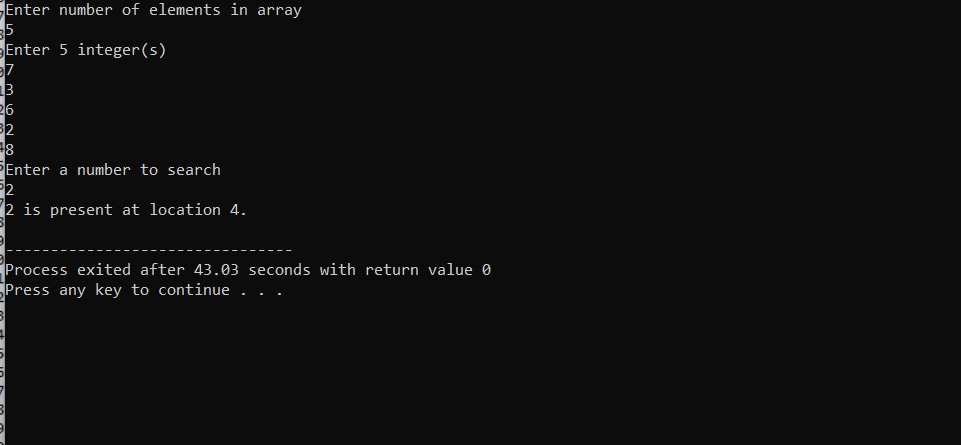 Enter number of elements in array
5
Enter 5 integer(s)
7
3
6
2
8
Enter a number to search
2
2 is present at location 4.
--------------------------------
Process exited after 43.03 seconds with return value 0
Press any key to continue . . .